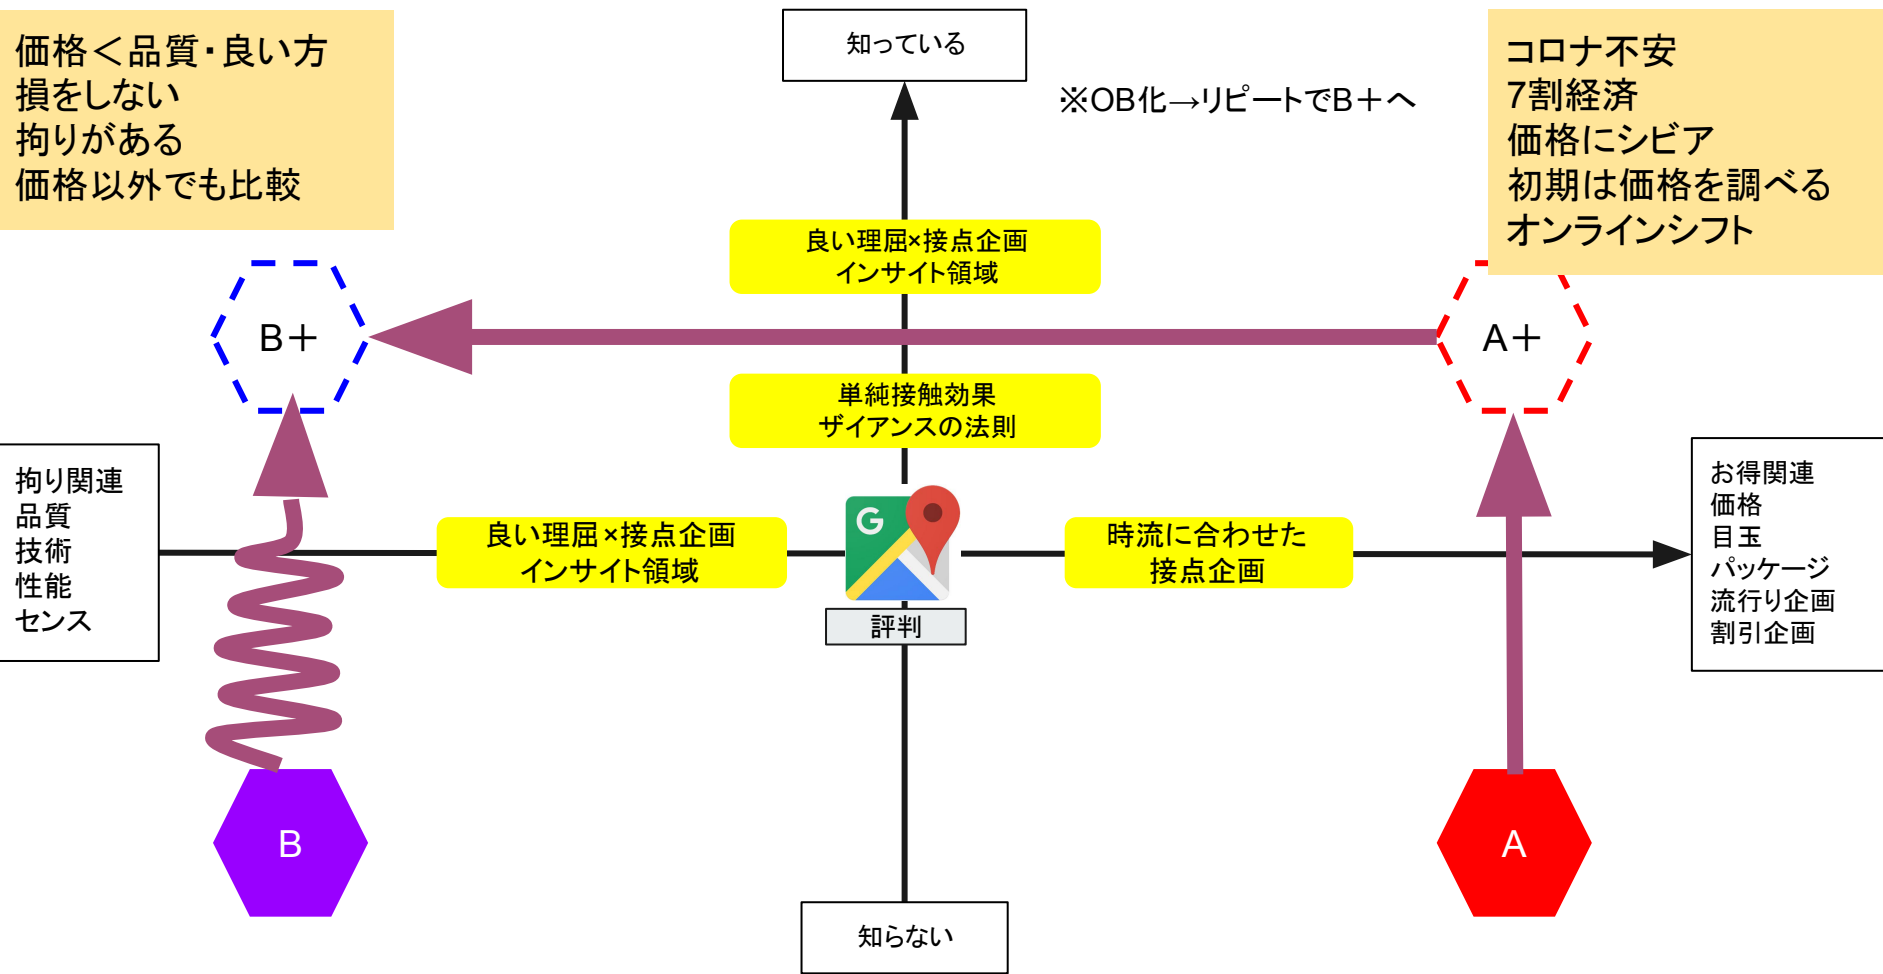 価格＜品質・良い方
損をしない
拘りがある
価格以外でも比較
知っている
※OB化→リピートでB＋へ
コロナ不安
7割経済
価格にシビア
初期は価格を調べる
オンラインシフト
良い理屈×接点企画
インサイト領域
B＋
A＋
単純接触効果
ザイアンスの法則
拘り関連
品質
技術
性能
センス
良い理屈×接点企画
インサイト領域
G
評判
時流に合わせた
接点企画
お得関連
価格
目玉
パッケージ
流行り企画
割引企画
B
A
知らない